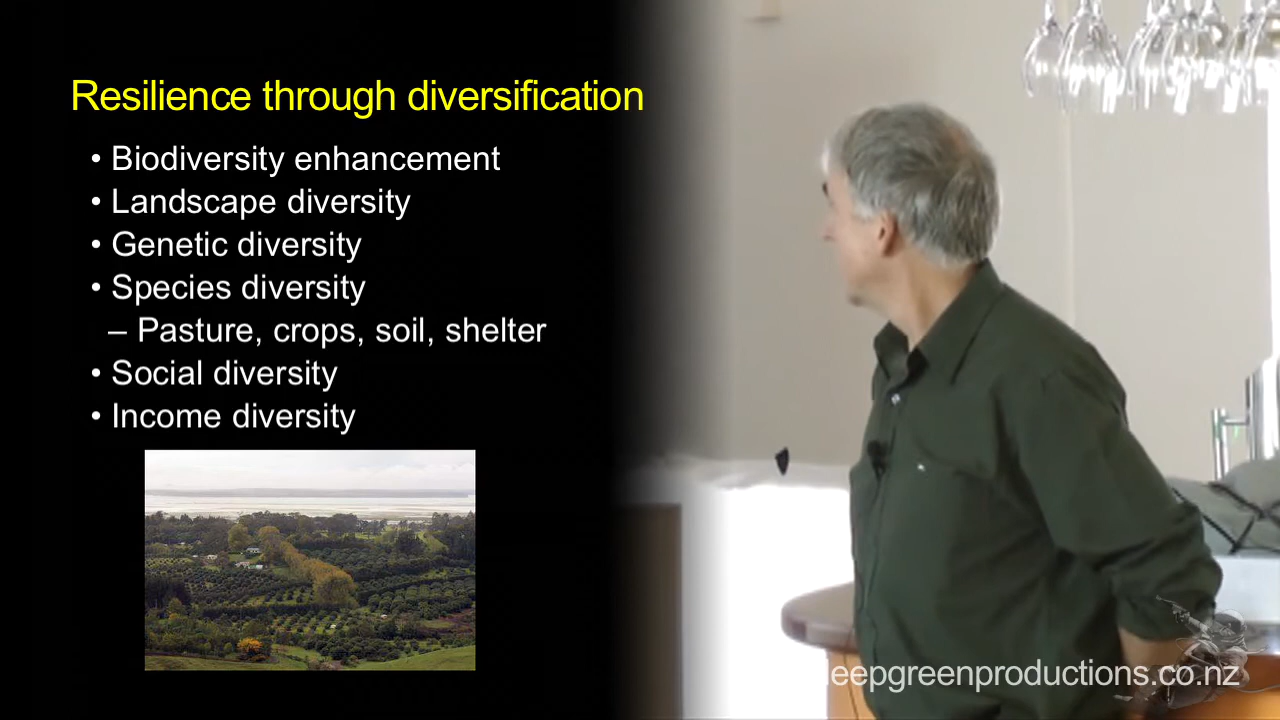 Resilience through diversification
• Biodiversity enhancement
• Landscape diversity
• Genetic diversity
• Species diversity
– Pasture, crops, soil, shelter
• Social diversity
• Income diversity
eepgreenproductions.co.nz